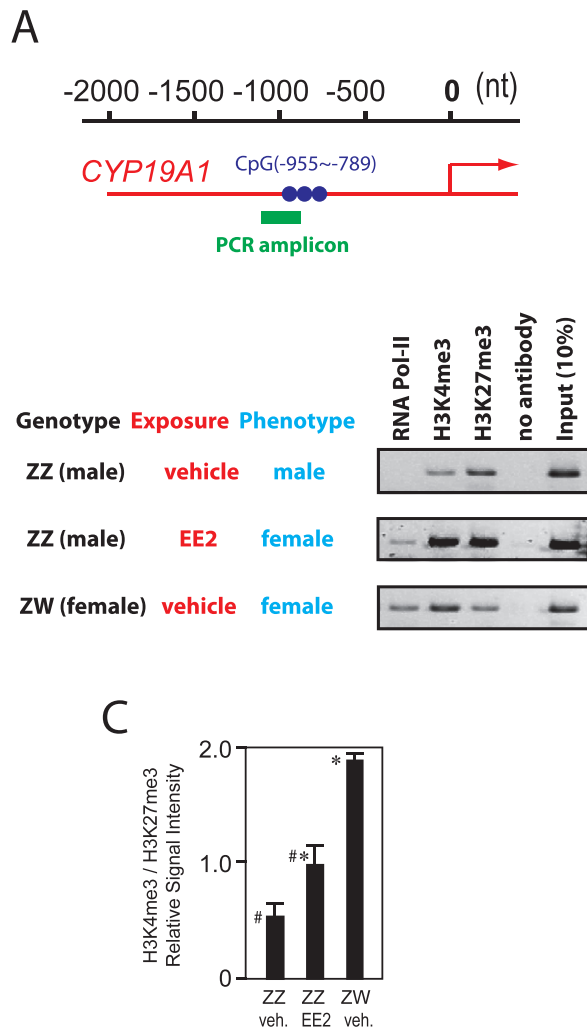 A
-2000 -1500 -1000 -500 0 (nt)
CYP19A1
CpG(-955~-789)
PCR amplicon
RNA Pol-II
H3K4me3
H3K27me3
no antibody
Input (10%)
Genotype Exposure Phenotype
ZZ (male) vehicle male
ZZ (male) EE2 female
ZW (female) vehicle female
C
H3K4me3 / H3K27me3
Relative Signal Intensity
2.0
1.0
0
#
#*
*
ZZ ZZ ZW
veh. EE2 veh.